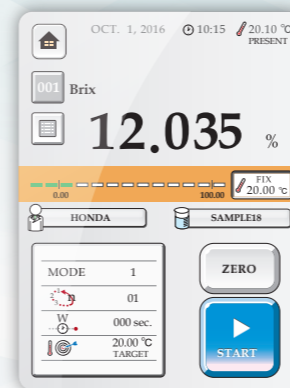 OCT. 1, 2016 10:15 20.10 ℃
PRESENT
001 Brix
12.035 %
0.00 100.00 FIX
20.00 ℃
HONDA SAMPLE18
MODE 1
n 01
W 000 sec.
20.00 ℃
TARGET
ZERO
START